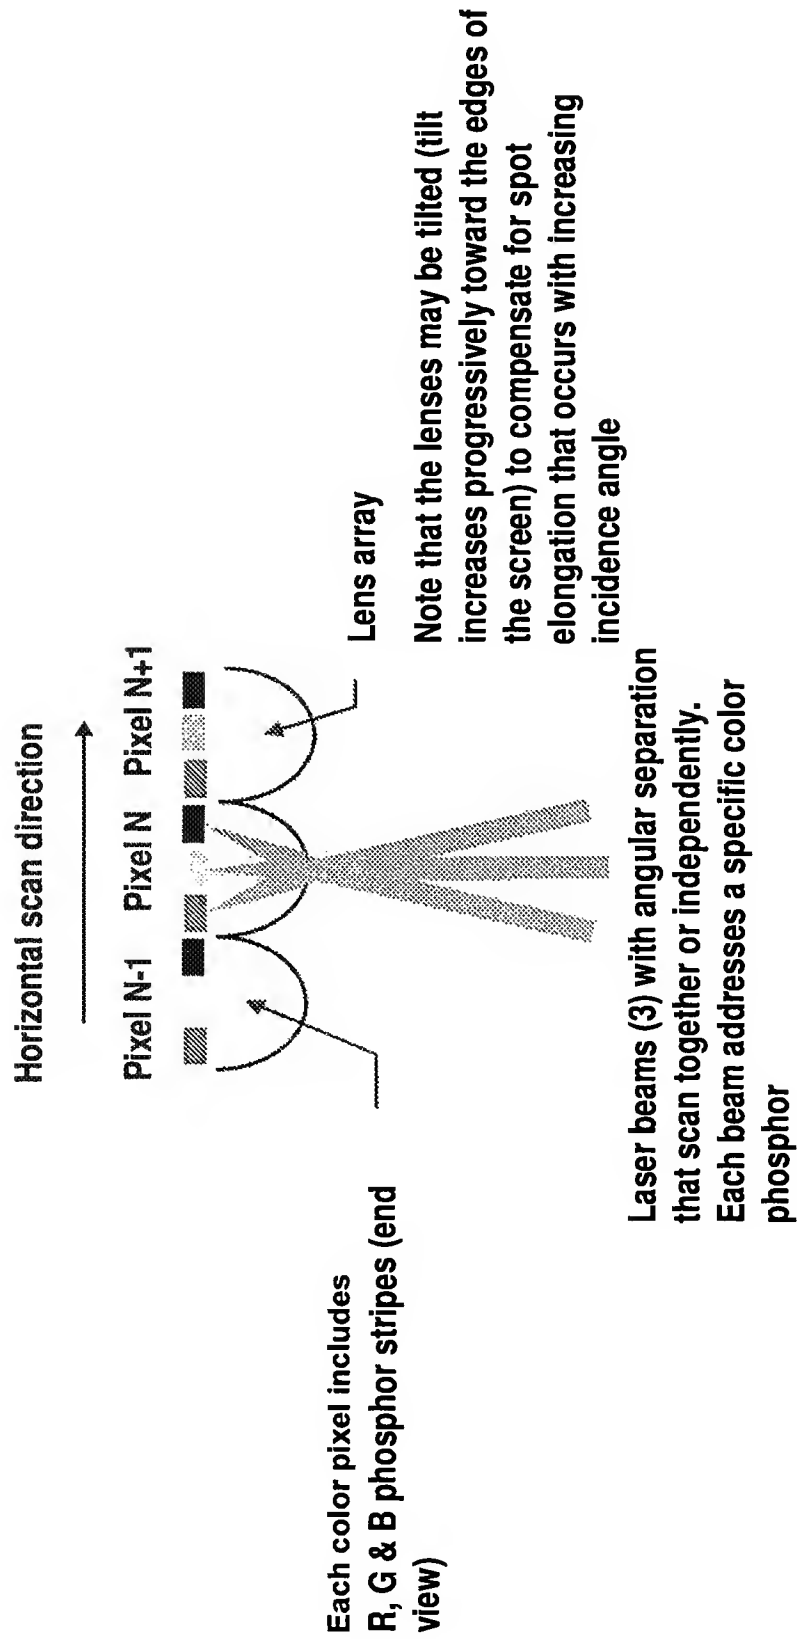 Horizontal scan direction
Pixel N-1 Pixel N Pixel N+1
Each color pixel includes
R, G & B phosphor stripes (end
view)
Lens array
Note that the lenses may be tilted (tilt
increases progressively toward the edges of
the screen) to compensate for spot
elongation that occurs with increasing
incidence angle
Laser beams (3) with angular separation
that scan together or independently.
Each beam addresses a specific color
phosphor